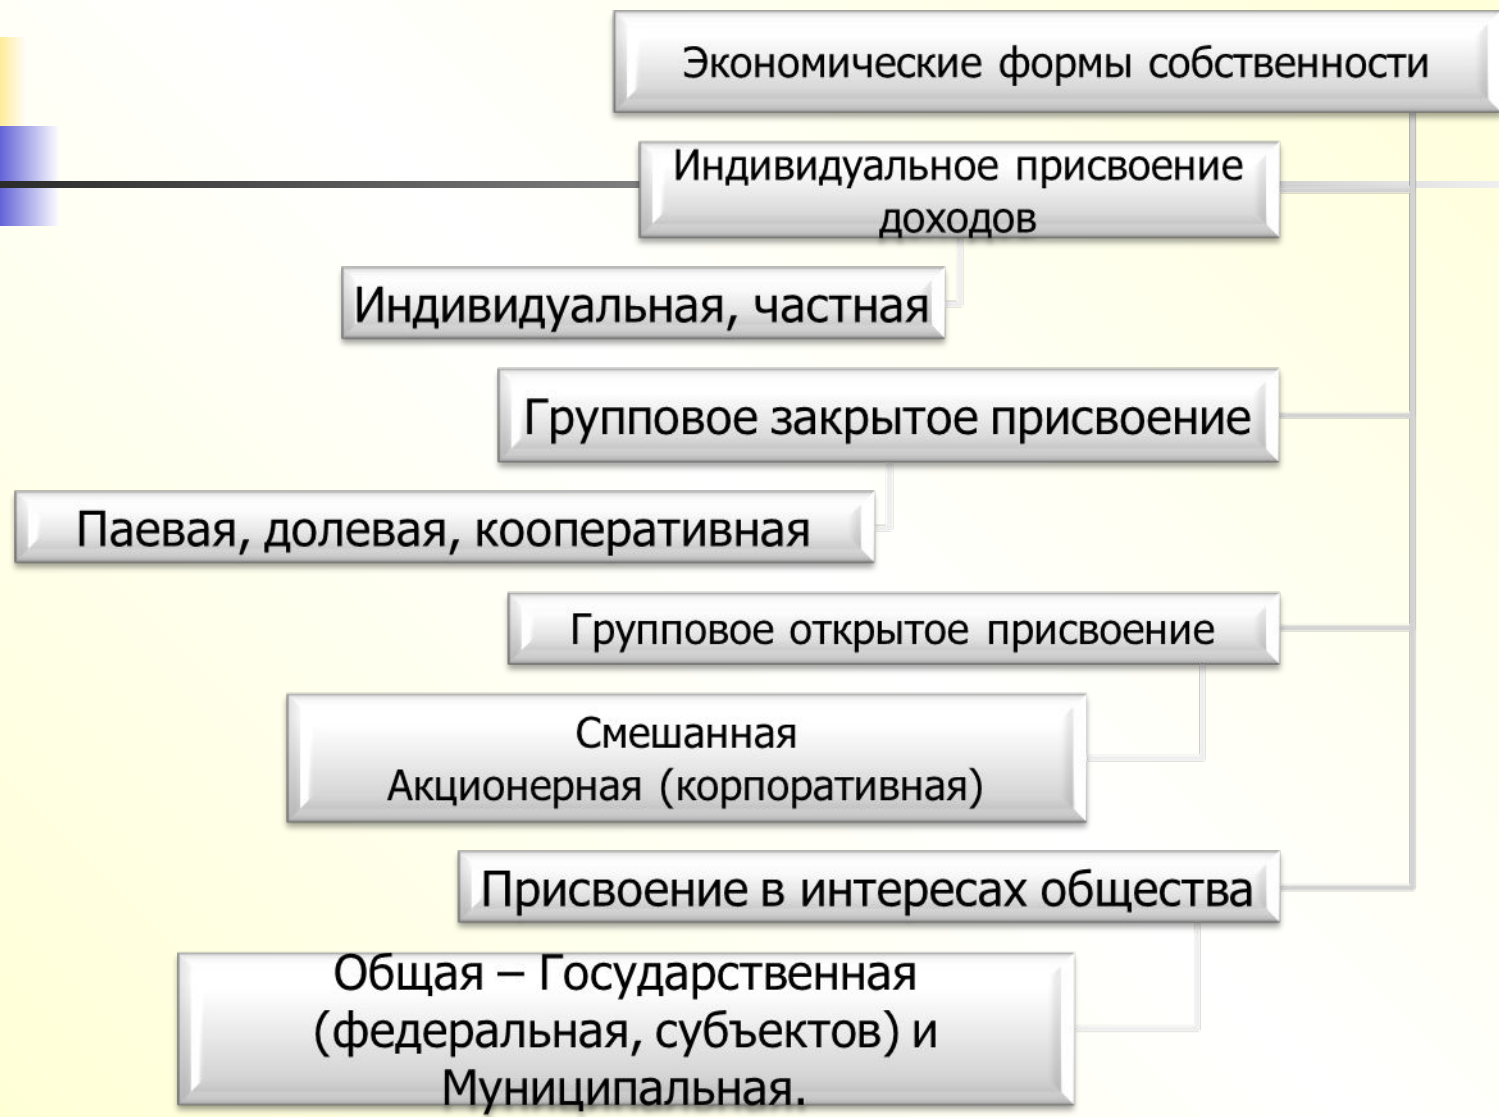 Экономические формы собственности
Индивидуальное присвоение
доходов
Индивидуальная, частная
Групповое закрытое присвоение
Паевая, долевая, кооперативная
Групповое открытое присвоение
Смешанная
Акционерная (корпоративная)
Присвоение в интересах общества
Общая – Государственная
(федеральная, субъектов) и
Муниципальная.